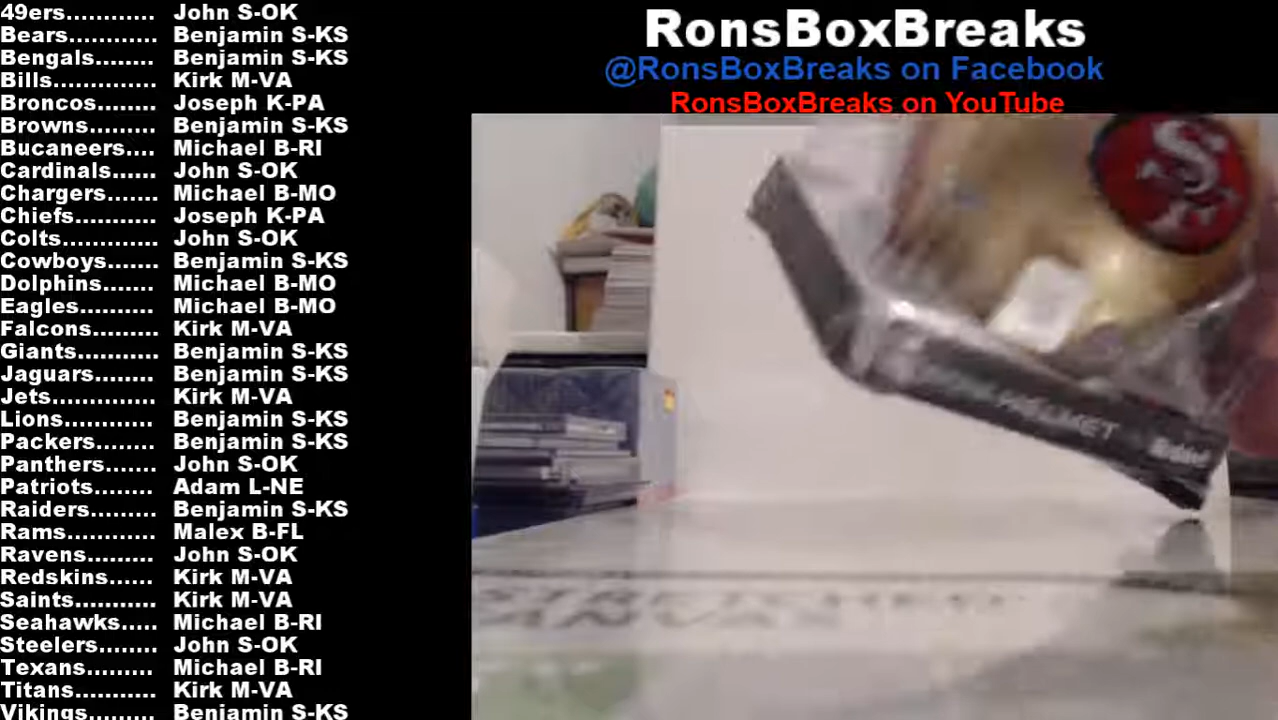 49ers............ John S-OK
Bears............ Benjamin S-KS
Bengals........ Benjamin S-KS
Bills............. Kirk M-VA
Broncos........ Joseph K-PA
Browns......... Benjamin S-KS
Bucaneers.... Michael B-RI
Cardinals...... John S-OK
Chargers....... Michael B-MO
Chiefs........... Joseph K-PA
Colts............. John S-OK
Cowboys....... Benjamin S-KS
Dolphins....... Michael B-MO
Eagles.......... Michael B-MO
Falcons......... Kirk M-VA
Giants........... Benjamin S-KS
Jaguars........ Benjamin S-KS
Jets.............. Kirk M-VA
Lions............ Benjamin S-KS
Packers........ Benjamin S-KS
Panthers....... John S-OK
Patriots........ Adam L-NE
Raiders......... Benjamin S-KS
Rams............ Malex B-FL
Ravens......... John S-OK
Redskins...... Kirk M-VA
Saints........... Kirk M-VA
Seahawks..... Michael B-RI
Steelers........ John S-OK
Texans......... Michael B-RI
Titans........... Kirk M-VA
Vikings......... Benjamin S-KS
RonsBoxBreaks
@RonsBoxBreaks on Facebook
RonsBoxBreaks on YouTube
SF
HELMET